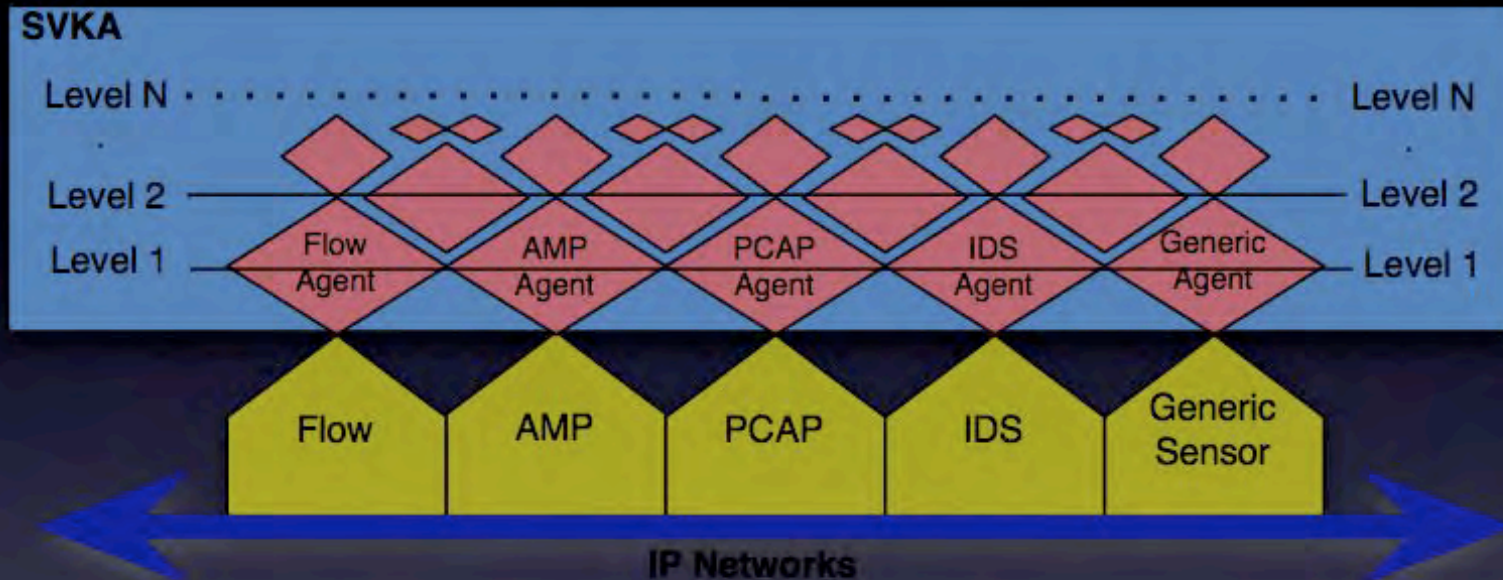 SVKA
Level N
Level N
Level 2
Level 2
Level 1
Level 1
Flow
Agent
AMP
Agent
PCAP
Agent
IDS
Agent
Generic
Agent
Flow
AMP
PCAP
IDS
Generic
Sensor
IP Networks